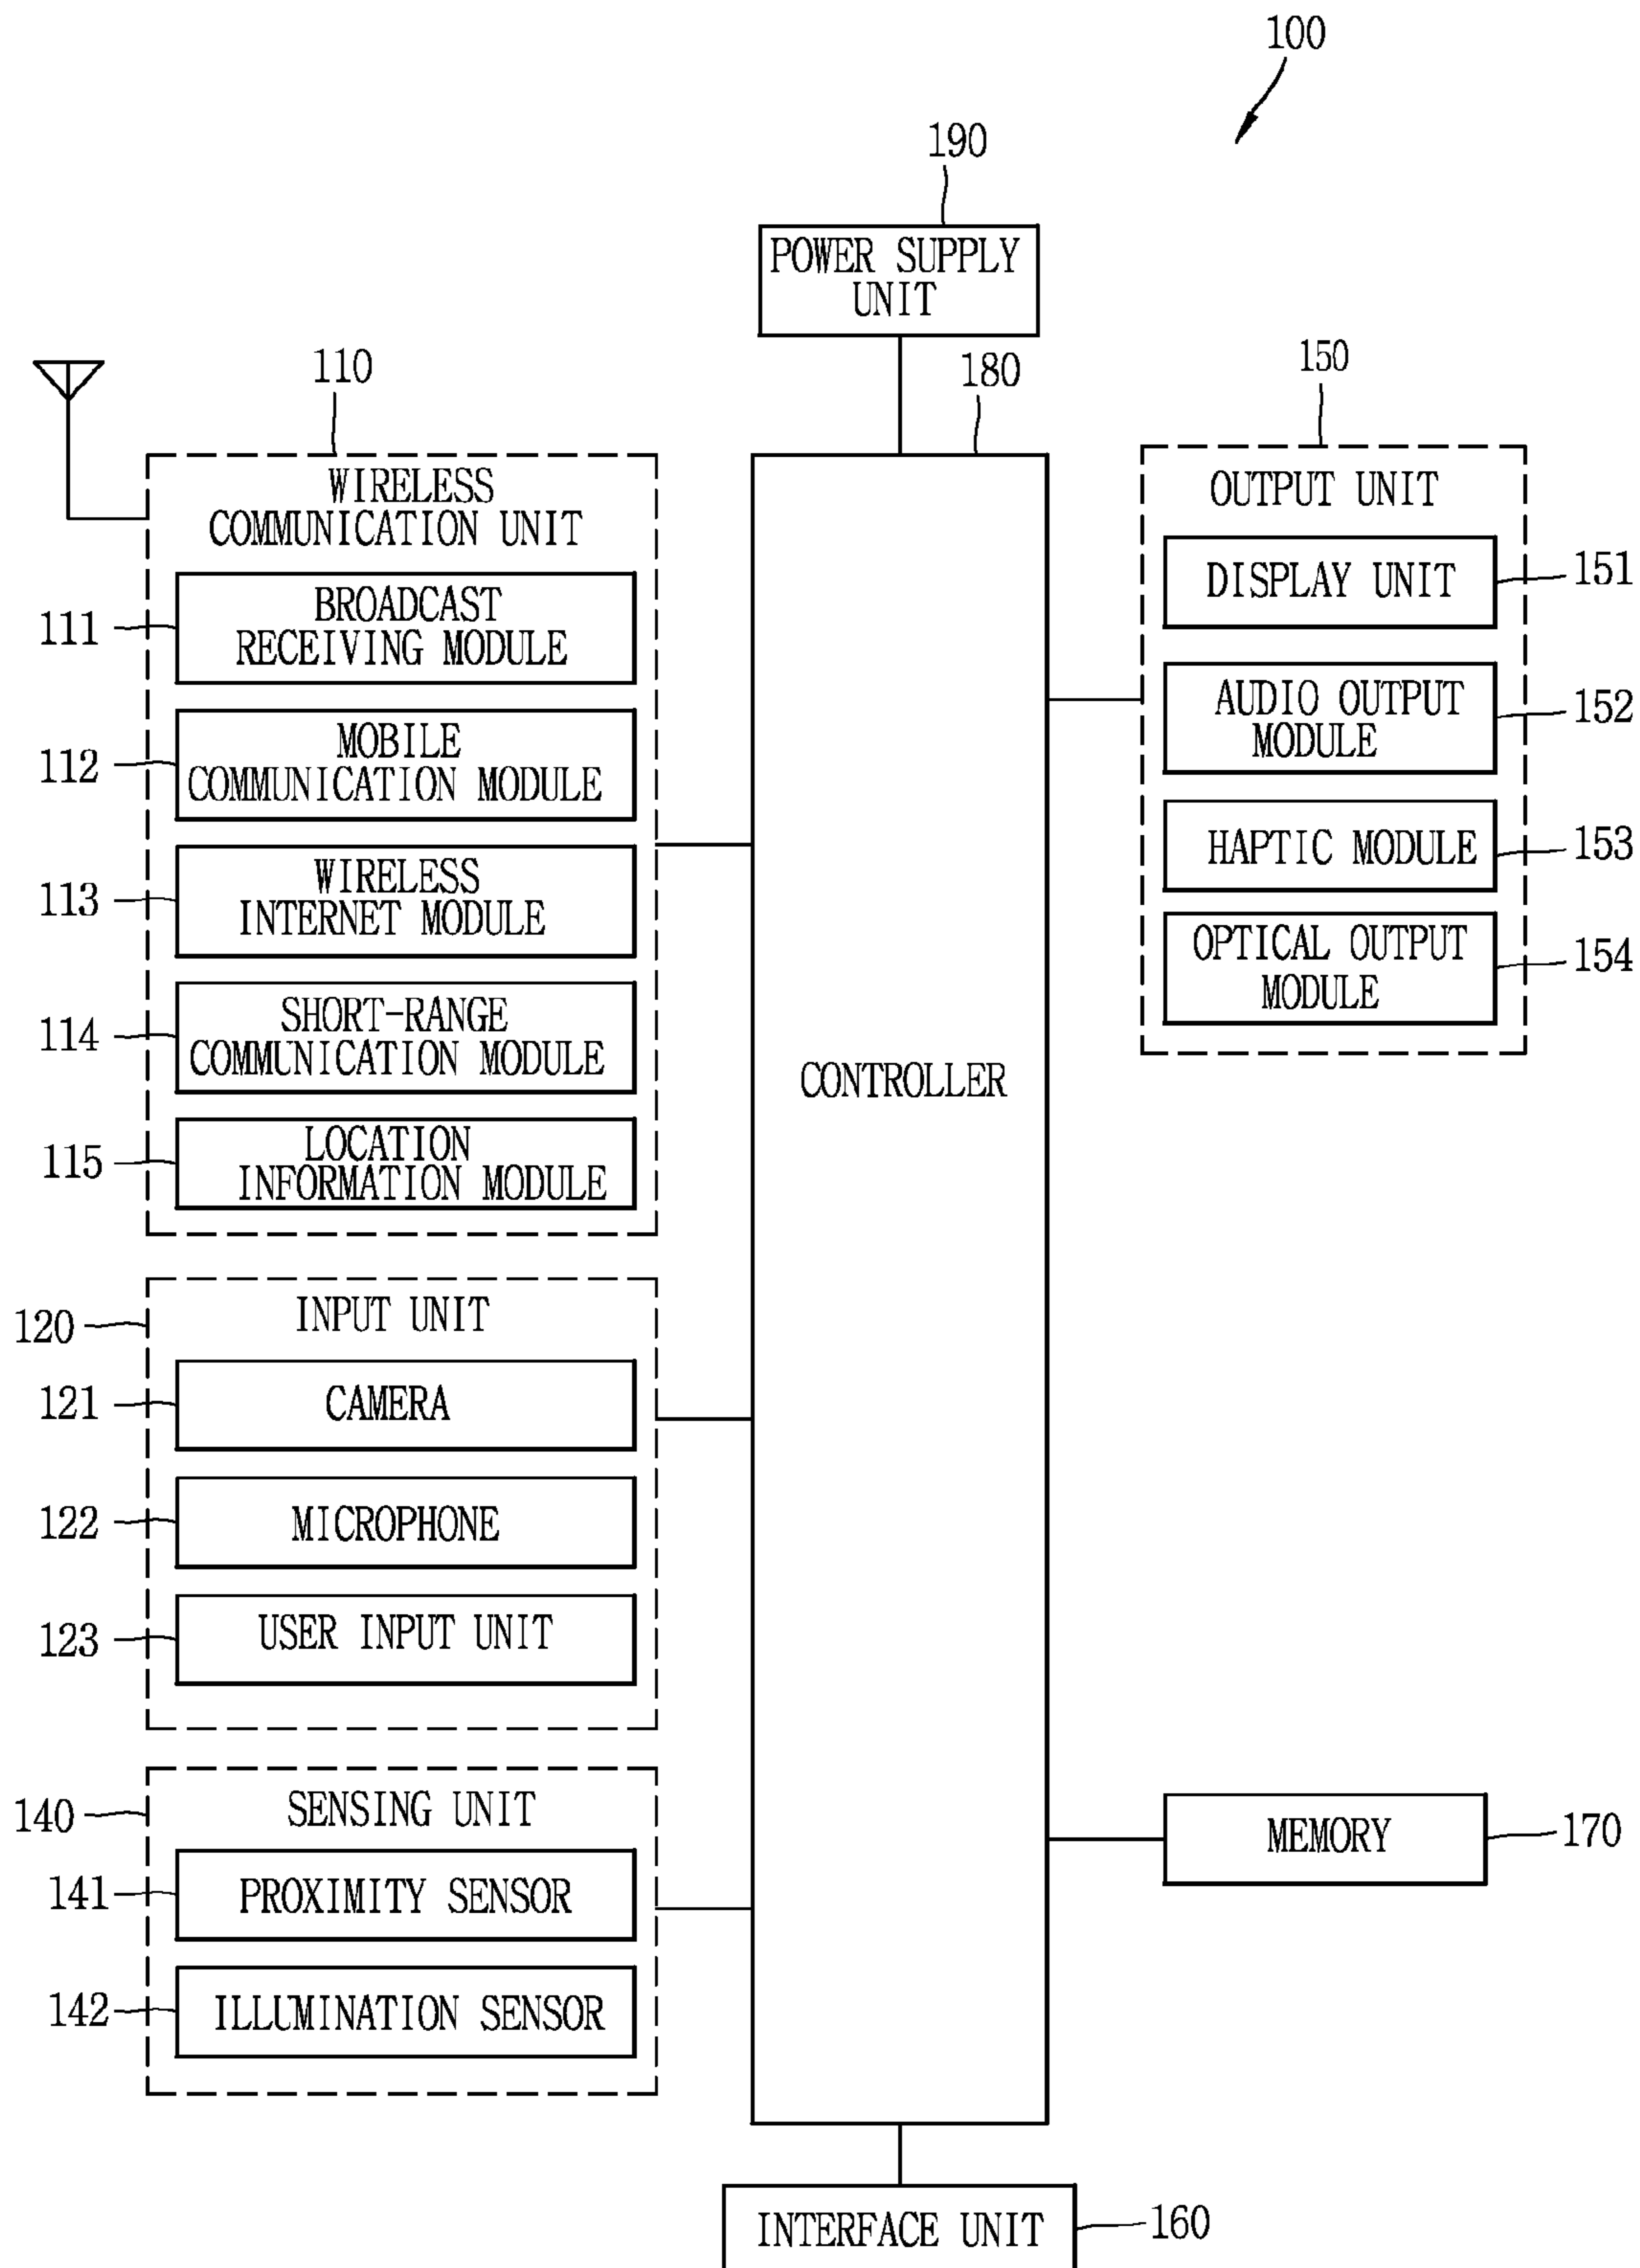 100
190
POWER SUPPLY
UNIT
110
180
150
WIRELESS
COMMUNICATION UNIT
111
BROADCAST
RECEIVING MODULE
112
MOBILE
COMMUNICATION MODULE
113
WIRELESS
INTERNET MODULE
114
SHORT-RANGE
COMMUNICATION MODULE
115
LOCATION
INFORMATION MODULE
120
INPUT UNIT
121
CAMERA
122
MICROPHONE
123
USER INPUT UNIT
140
SENSING UNIT
141
PROXIMITY SENSOR
142
ILLUMINATION SENSOR
CONTROLLER
OUTPUT UNIT
DISPLAY UNIT
151
AUDIO OUTPUT
MODULE
152
HAPTIC MODULE
153
OPTICAL OUTPUT
MODULE
154
MEMORY
170
INTERFACE UNIT
160